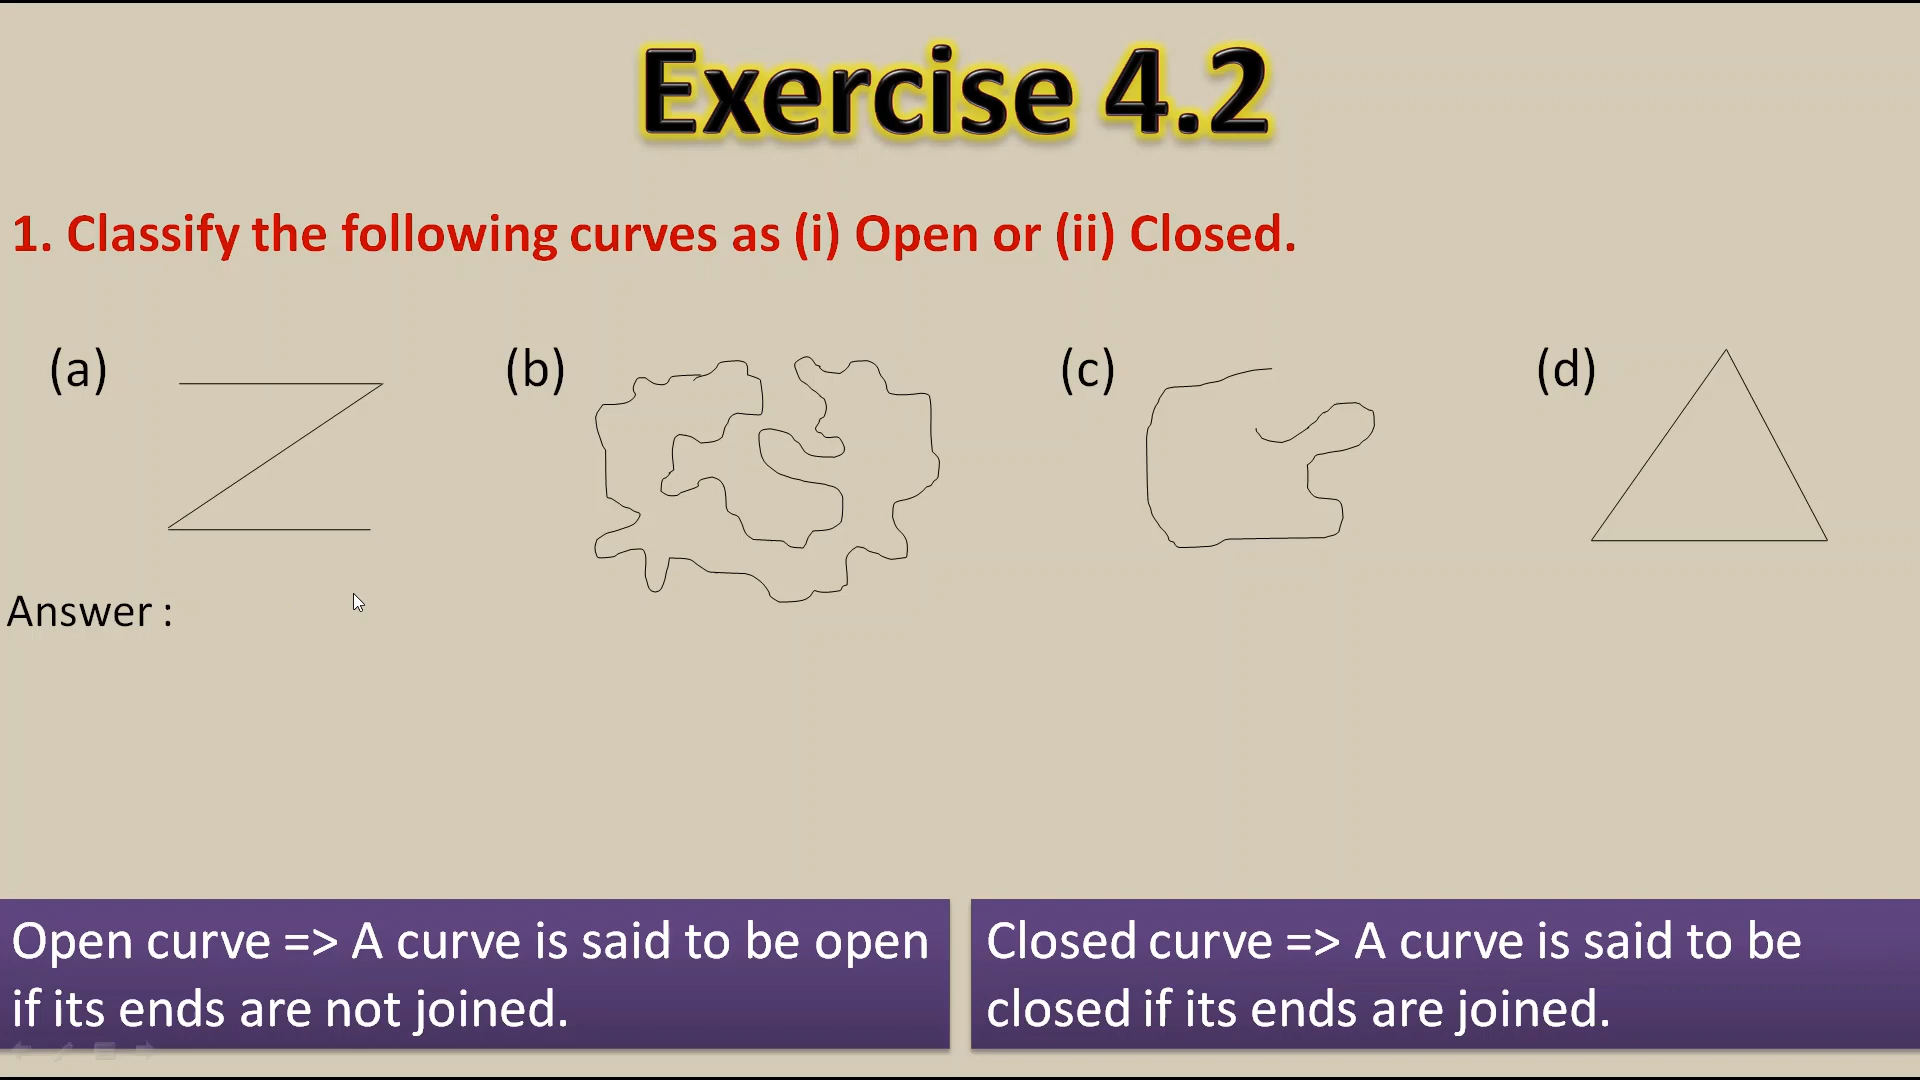 Exercise 4.2
1. Classify the following curves as (i) Open or (ii) Closed.
(a)
(b)
(c)
(d)
Answer :
Open curve => A curve is said to be open
if its ends are not joined.
Closed curve => A curve is said to be
closed if its ends are joined.